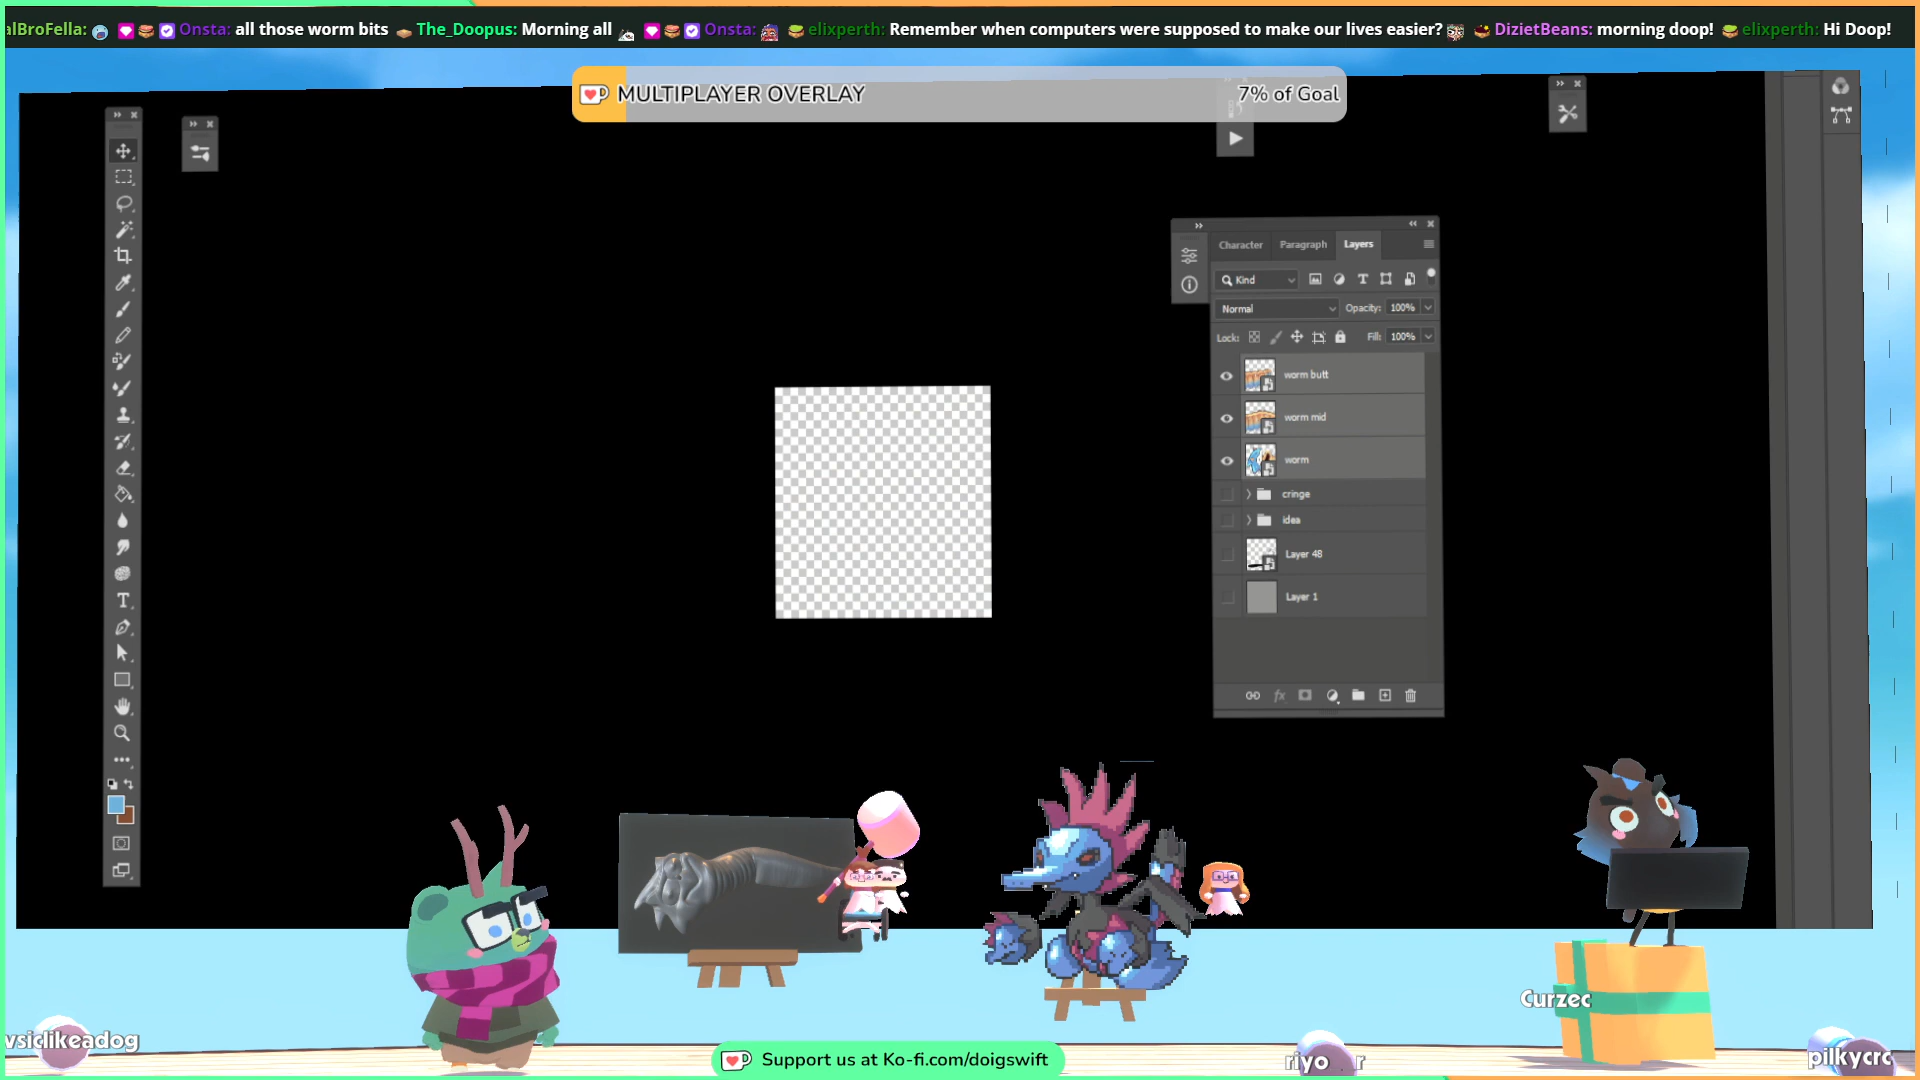 alBroFella: Onsta: all those worm bits The_Doopus: Morning all Onsta: elixperth: Remember when computers were supposed to make our lives easier? DizietBeans: morning doop! elixperth: Hi Doop!
MULTIPLAYER OVERLAY 7% of Goal
Character Paragraph Layers
Kind
Normal Opacity: 100%
Lock: Fill: 100%
worm butt
worm mid
worm
cringe
idea
Layer 48
Layer 1
Curzec
vsiclikeadog
Support us at Ko-fi.com/doigswift
riyo r
pilkycrc